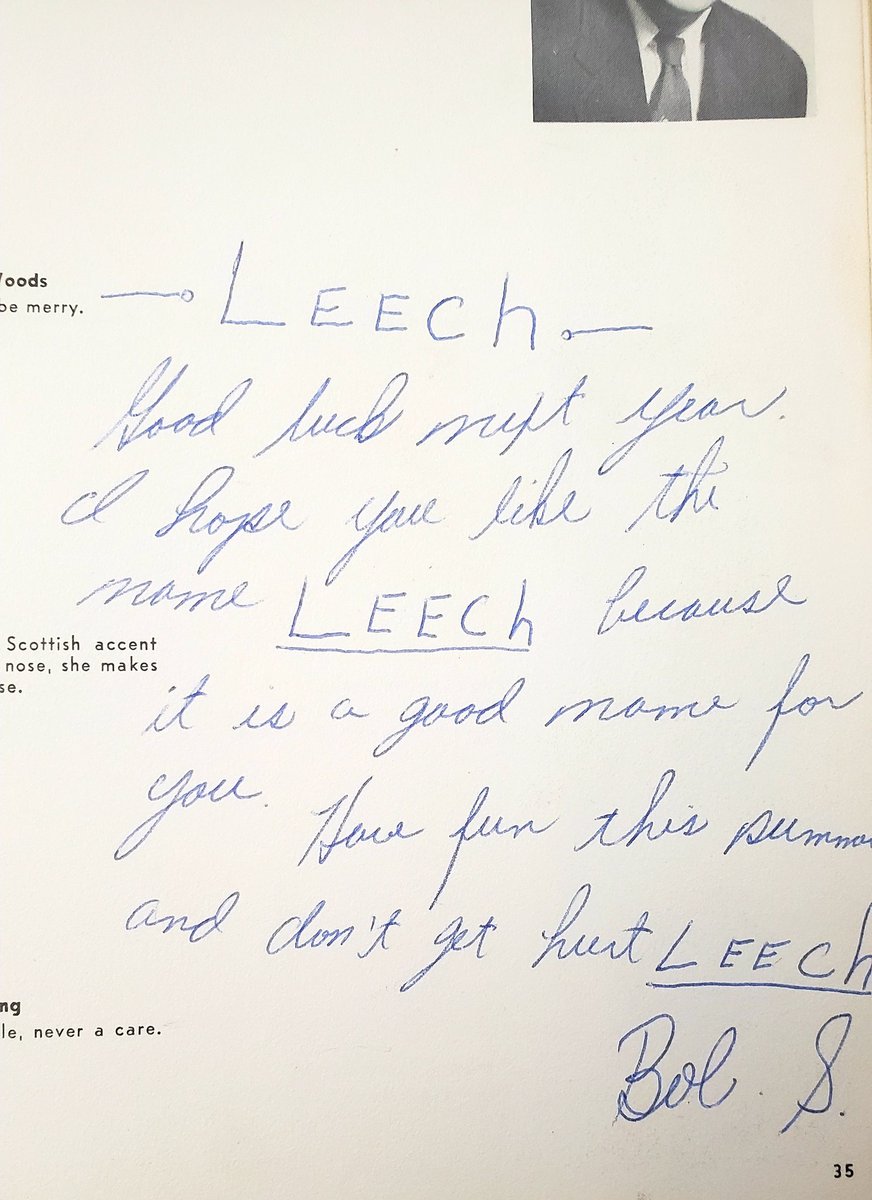 Woods
be merry.
LEECh
Good luck next year.
I hope you like the
name LEECh because
Scottish accent
nose, she makes
se.
it is a good name for
you. Have fun this summe
and don't get hurt LEECh
ng
le, never a care.
Bob S.
35